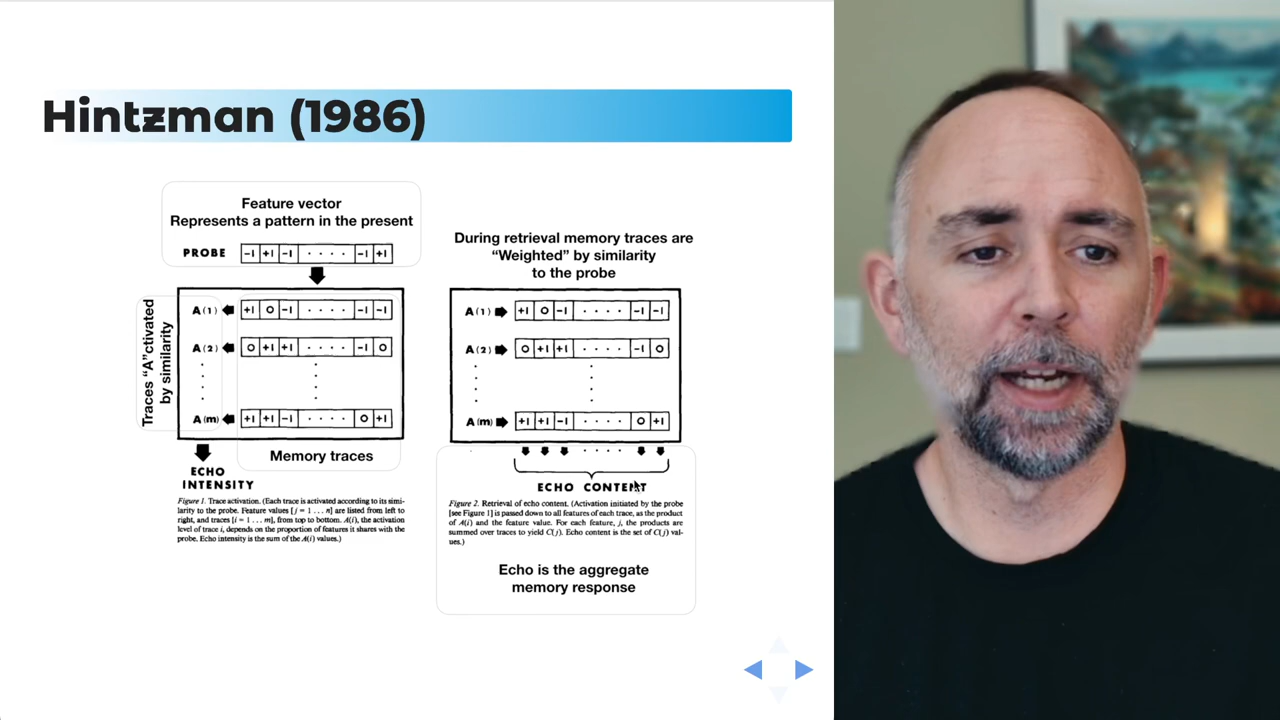 Hintzman (1986)
Feature vector
Represents a pattern in the present
PROBE −1 +1 −1 · · · · −1 +1
Traces "A"ctivated
by similarity
A(1) +1 0 −1 · · · · −1 −1
A(2) 0 +1 +1 · · · · −1 0
A(m) +1 +1 −1 · · · · 0 +1
Memory traces
ECHO
INTENSITY
Figure 1. Trace activation. (Each trace is activated according to its simi-
larity to the probe. Feature values [j = 1 . . . n] are listed from left to
right, and traces [i = 1 . . . m], from top to bottom. A(i), the activation
level of trace i, depends on the proportion of features it shares with the
probe. Echo intensity is the sum of the A(i) values.)
During retrieval memory traces are
“Weighted” by similarity
to the probe
A(1) +1 0 −1 · · · · −1 −1
A(2) 0 +1 +1 · · · · −1 0
A(m) +1 +1 −1 · · · · 0 +1
ECHO CONTENT
Figure 2. Retrieval of echo content. (Activation initiated by the probe
[see Figure 1] is passed down to all features of each trace, as the product
of A(i) and the feature value. For each feature, j, the products are
summed over traces to yield C(j). Echo content is the set of C(j) val-
ues.)
Echo is the aggregate
memory response